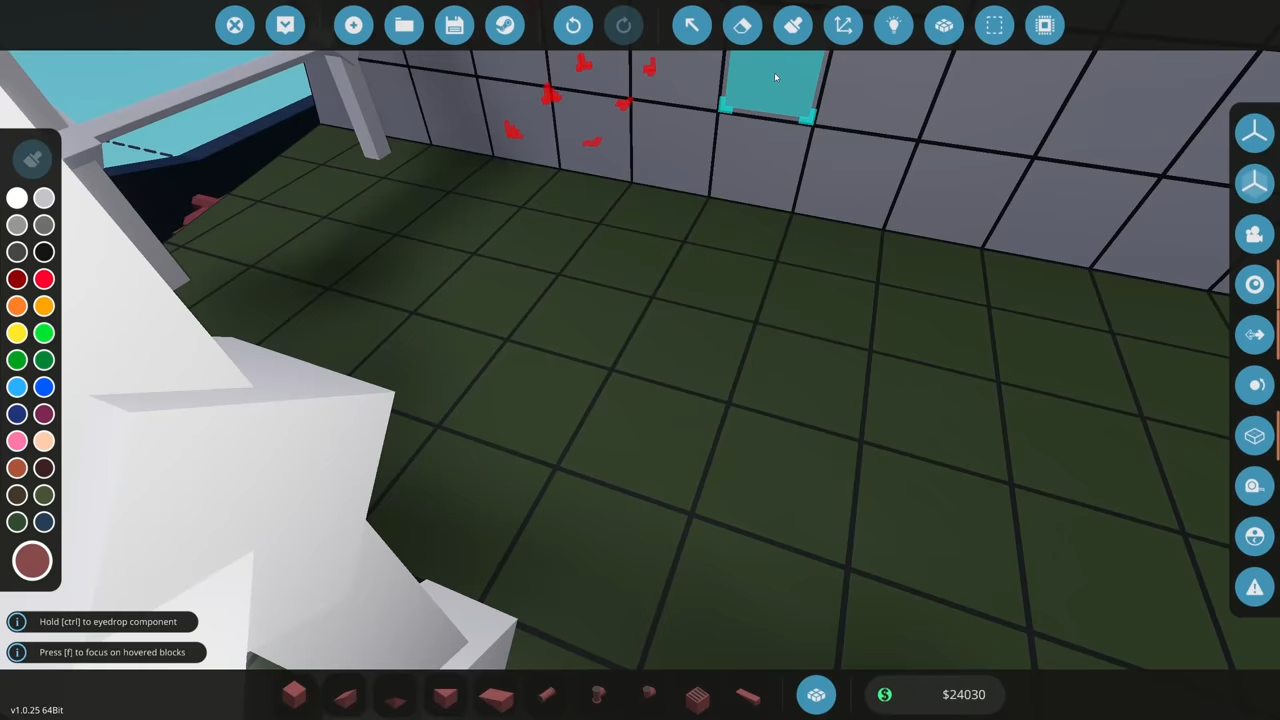 Hold [ctrl] to eyedrop component
Press [f] to focus on hovered blocks
$ $24030
v1.0.25 64Bit